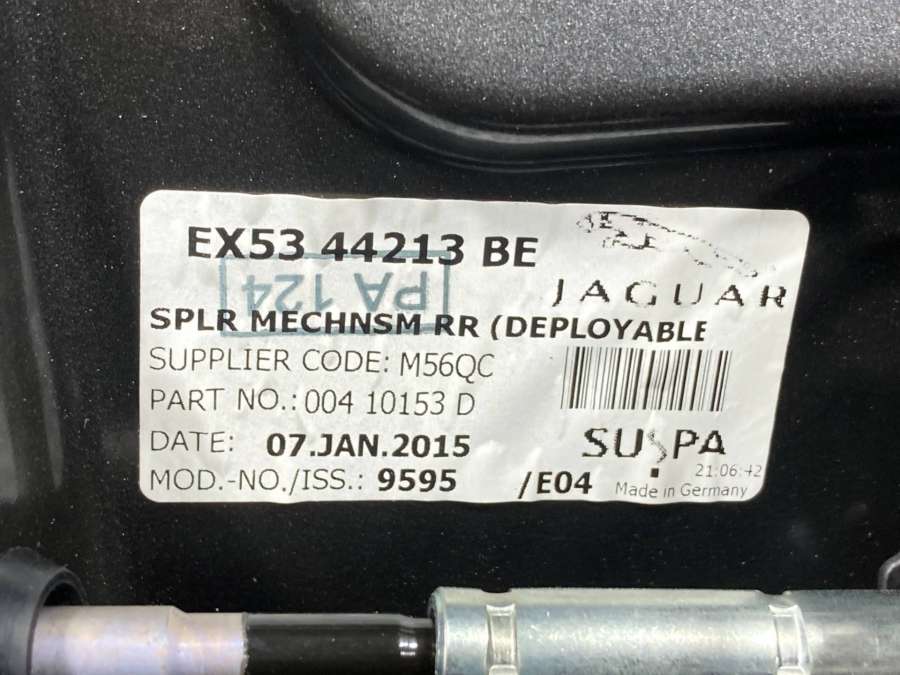 EX53 44213 BE
JAGUAR
PA 124
SPLR MECHNSM RR (DEPLOYABLE
SUPPLIER CODE: M56QC
PART NO.: 004 10153 D
DATE: 07.JAN.2015
SUSPA
21:06:42
MOD.-NO./ISS.: 9595 /E04
Made in Germany